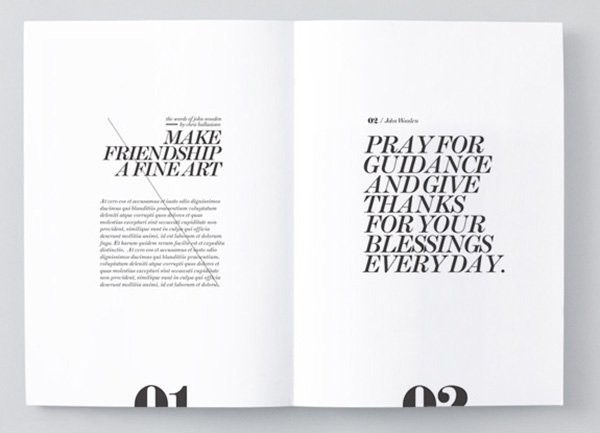 the words of john wooden
by chris ballasiotes
MAKE
FRIENDSHIP
A FINE ART
At vero eos et accusamus et iusto odio dignissimos
ducimus qui blanditiis praesentium voluptatum
deleniti atque corrupti quos dolores et quas
molestias excepturi sint occaecati cupiditate non
provident, similique sunt in culpa qui officia
deserunt mollitia animi, id est laborum et dolorum
fuga. Et harum quidem rerum facilis est et expedita
distinctio. At vero eos et accusamus et iusto odio
dignissimos ducimus qui blanditiis praesentium
voluptatum deleniti atque corrupti quos dolores et
quas molestias excepturi sint occaecati cupiditate
non provident, similique sunt in culpa qui officia
deserunt mollitia animi, id est laborum et dolorum.
01
02 / John Wooden
PRAY FOR
GUIDANCE
AND GIVE
THANKS
FOR YOUR
BLESSINGS
EVERY DAY.
02